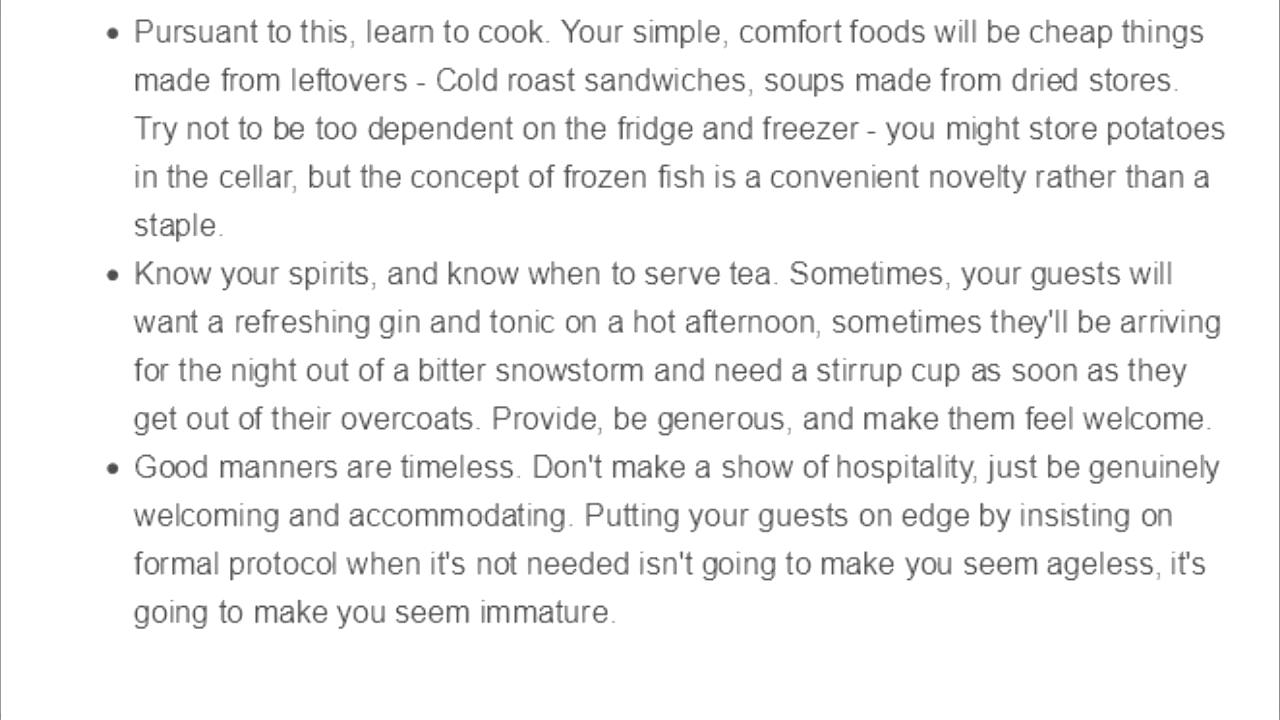 • Pursuant to this, learn to cook. Your simple, comfort foods will be cheap things
made from leftovers - Cold roast sandwiches, soups made from dried stores.
Try not to be too dependent on the fridge and freezer - you might store potatoes
in the cellar, but the concept of frozen fish is a convenient novelty rather than a
staple.
• Know your spirits, and know when to serve tea. Sometimes, your guests will
want a refreshing gin and tonic on a hot afternoon, sometimes they'll be arriving
for the night out of a bitter snowstorm and need a stirrup cup as soon as they
get out of their overcoats. Provide, be generous, and make them feel welcome.
• Good manners are timeless. Don't make a show of hospitality, just be genuinely
welcoming and accommodating. Putting your guests on edge by insisting on
formal protocol when it's not needed isn't going to make you seem ageless, it's
going to make you seem immature.